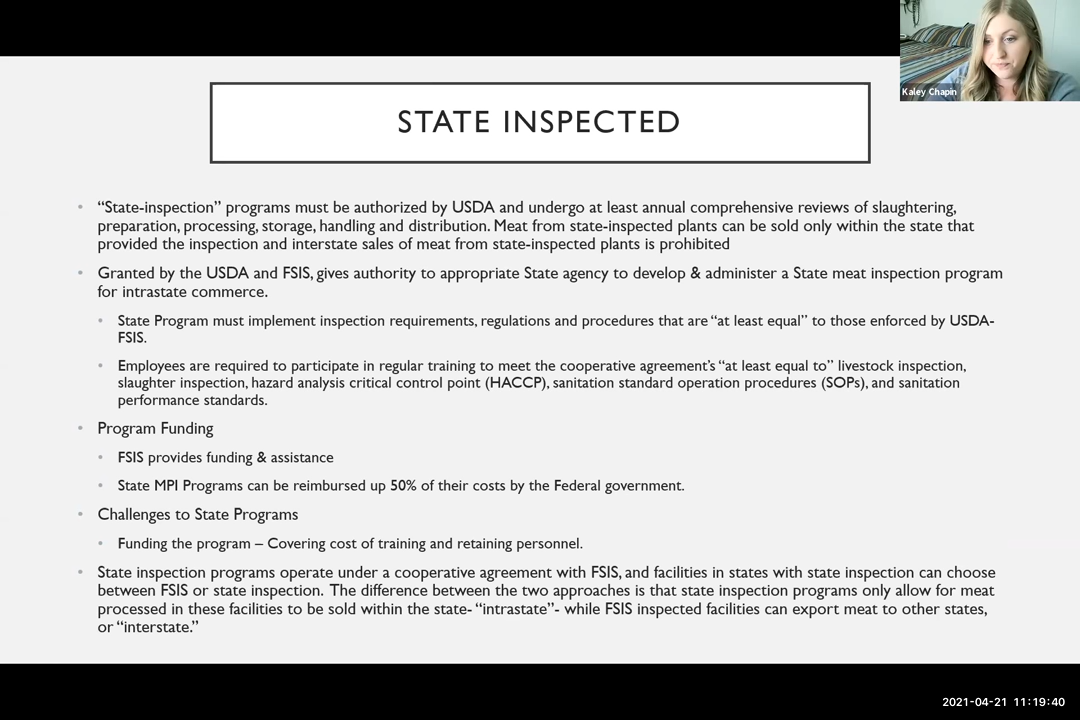 Kaley Chapin
STATE INSPECTED
• “State-inspection” programs must be authorized by USDA and undergo at least annual comprehensive reviews of slaughtering,
preparation, processing, storage, handling and distribution. Meat from state-inspected plants can be sold only within the state that
provided the inspection and interstate sales of meat from state-inspected plants is prohibited
• Granted by the USDA and FSIS, gives authority to appropriate State agency to develop & administer a State meat inspection program
for intrastate commerce.
• State Program must implement inspection requirements, regulations and procedures that are “at least equal” to those enforced by USDA-
FSIS.
• Employees are required to participate in regular training to meet the cooperative agreement’s “at least equal to” livestock inspection,
slaughter inspection, hazard analysis critical control point (HACCP), sanitation standard operation procedures (SOPs), and sanitation
performance standards.
• Program Funding
• FSIS provides funding & assistance
• State MPI Programs can be reimbursed up 50% of their costs by the Federal government.
• Challenges to State Programs
• Funding the program – Covering cost of training and retaining personnel.
• State inspection programs operate under a cooperative agreement with FSIS, and facilities in states with state inspection can choose
between FSIS or state inspection. The difference between the two approaches is that state inspection programs only allow for meat
processed in these facilities to be sold within the state- “intrastate”- while FSIS inspected facilities can export meat to other states,
or “interstate.”
2021-04-21 11:19:40